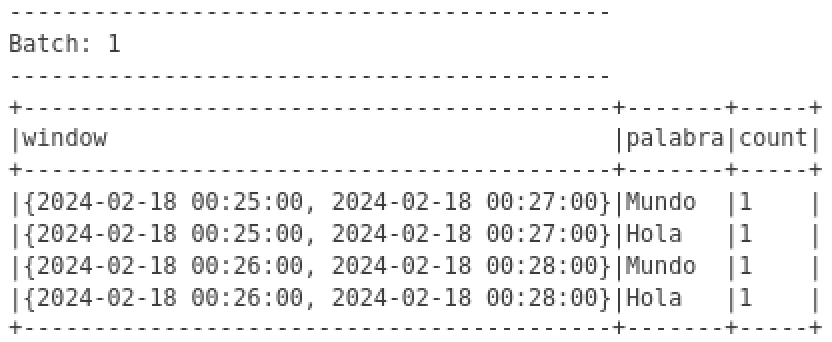 -------------------------------------------
Batch: 1
-------------------------------------------
+------------------------------------------+-------+-----+
|window                                    |palabra|count|
+------------------------------------------+-------+-----+
|{2024-02-18 00:25:00, 2024-02-18 00:27:00}|Mundo  |1    |
|{2024-02-18 00:25:00, 2024-02-18 00:27:00}|Hola   |1    |
|{2024-02-18 00:26:00, 2024-02-18 00:28:00}|Mundo  |1    |
|{2024-02-18 00:26:00, 2024-02-18 00:28:00}|Hola   |1    |
+------------------------------------------+-------+-----+